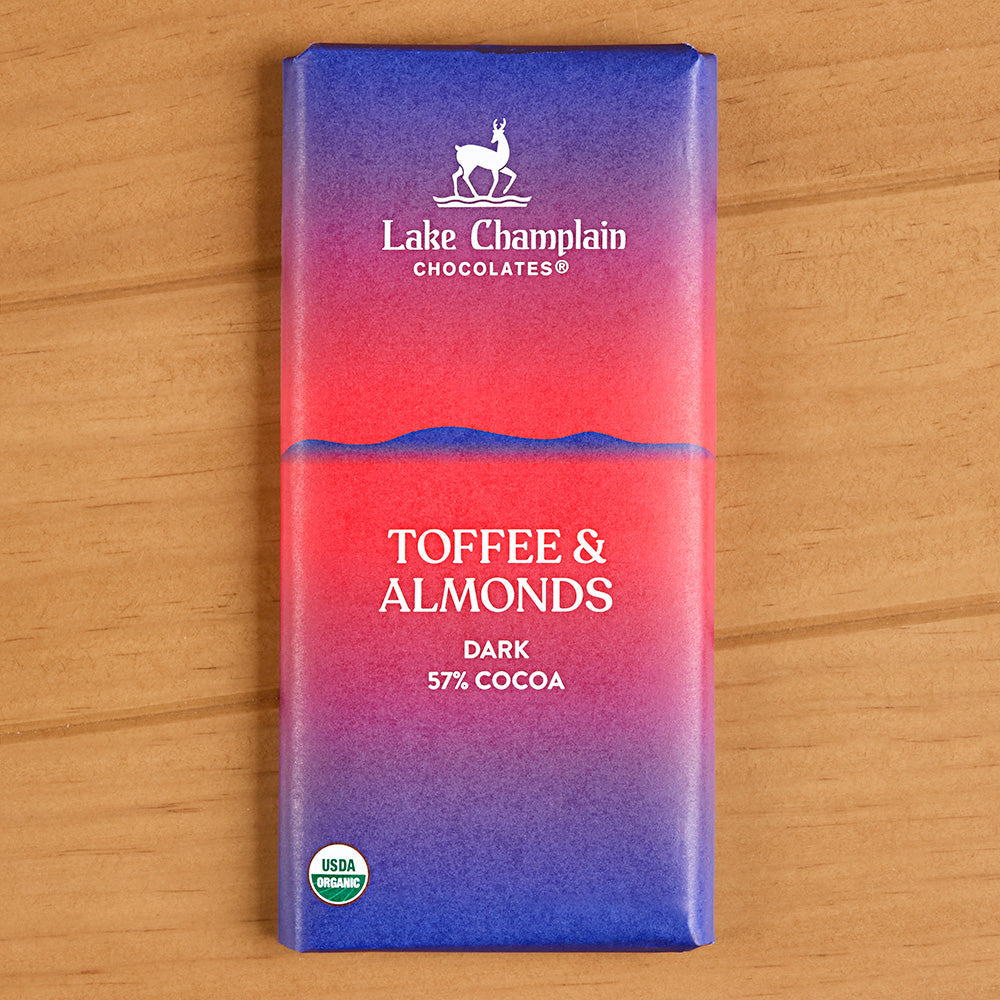 Lake Champlain
CHOCOLATES®
TOFFEE &
ALMONDS
DARK
57% COCOA
USDA
ORGANIC